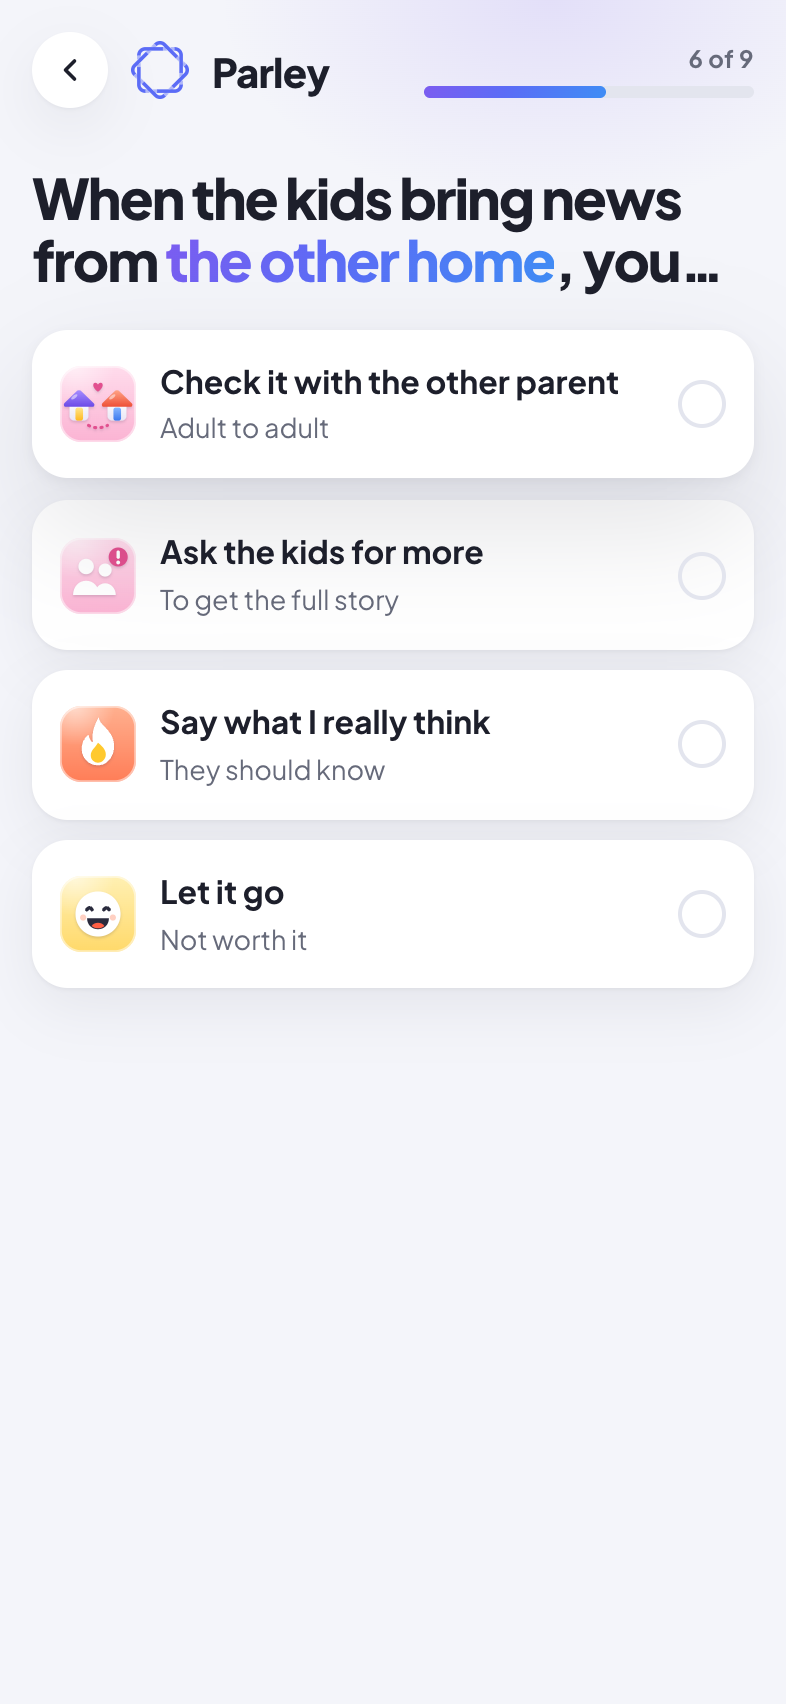 Parley
6 of 9
When the kids bring news
from the other home, you...
Check it with the other parent
Adult to adult
Ask the kids for more
To get the full story
Say what I really think
They should know
Let it go
Not worth it